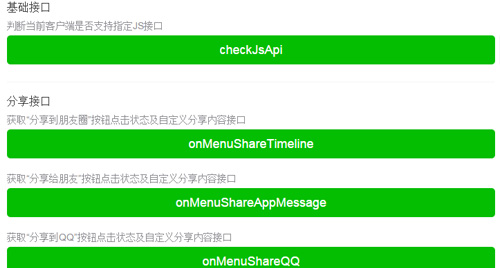 基础接口
判断当前客户端是否支持指定JS接口
checkJsApi
分享接口
获取“分享到朋友圈”按钮点击状态及自定义分享内容接口
onMenuShareTimeline
获取“分享给朋友”按钮点击状态及自定义分享内容接口
onMenuShareAppMessage
获取“分享到QQ”按钮点击状态及自定义分享内容接口
onMenuShareQQ